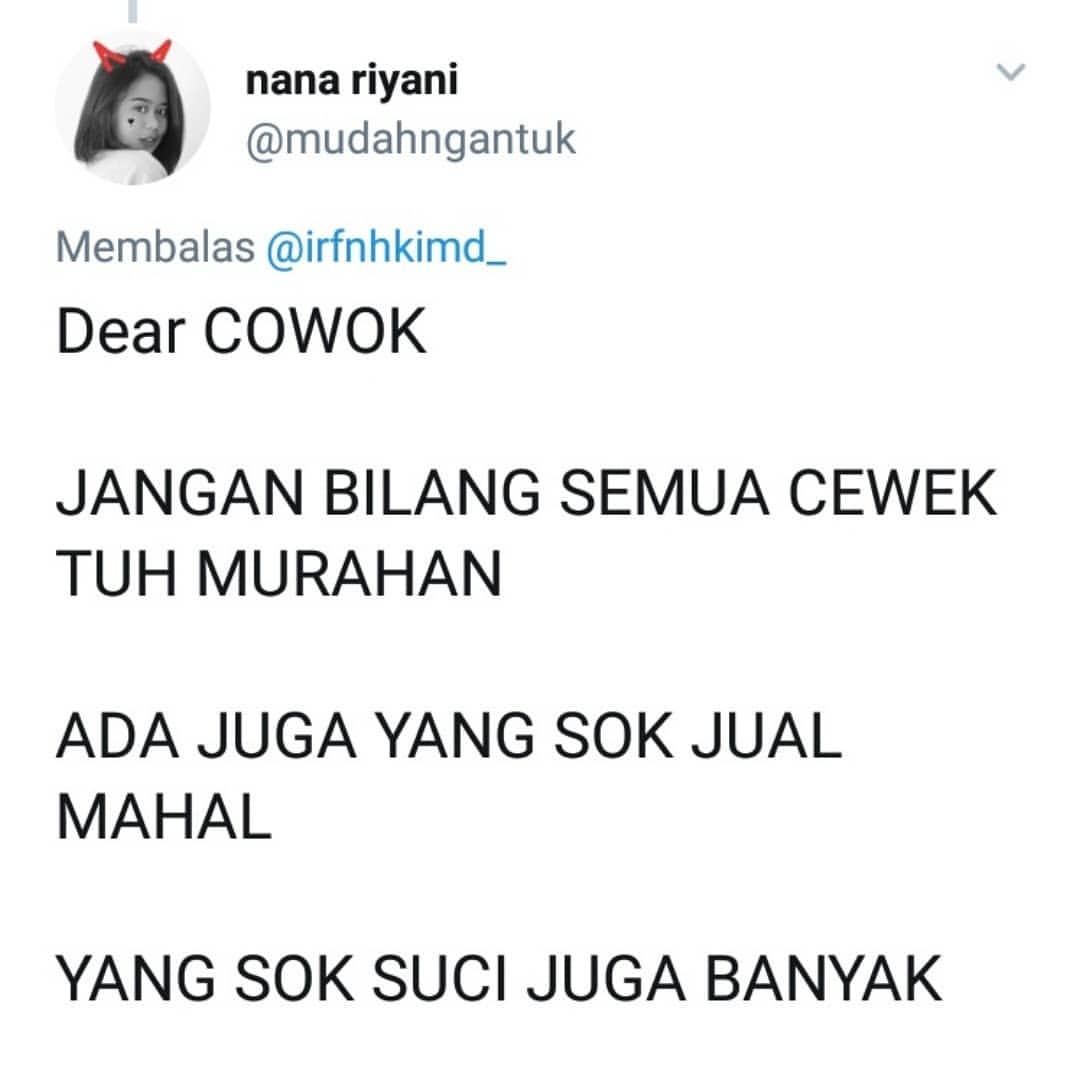 nana riyani
@mudahngantuk
Membalas @irfnhkimd_
Dear COWOK
JANGAN BILANG SEMUA CEWEK
TUH MURAHAN
ADA JUGA YANG SOK JUAL
MAHAL
YANG SOK SUCI JUGA BANYAK